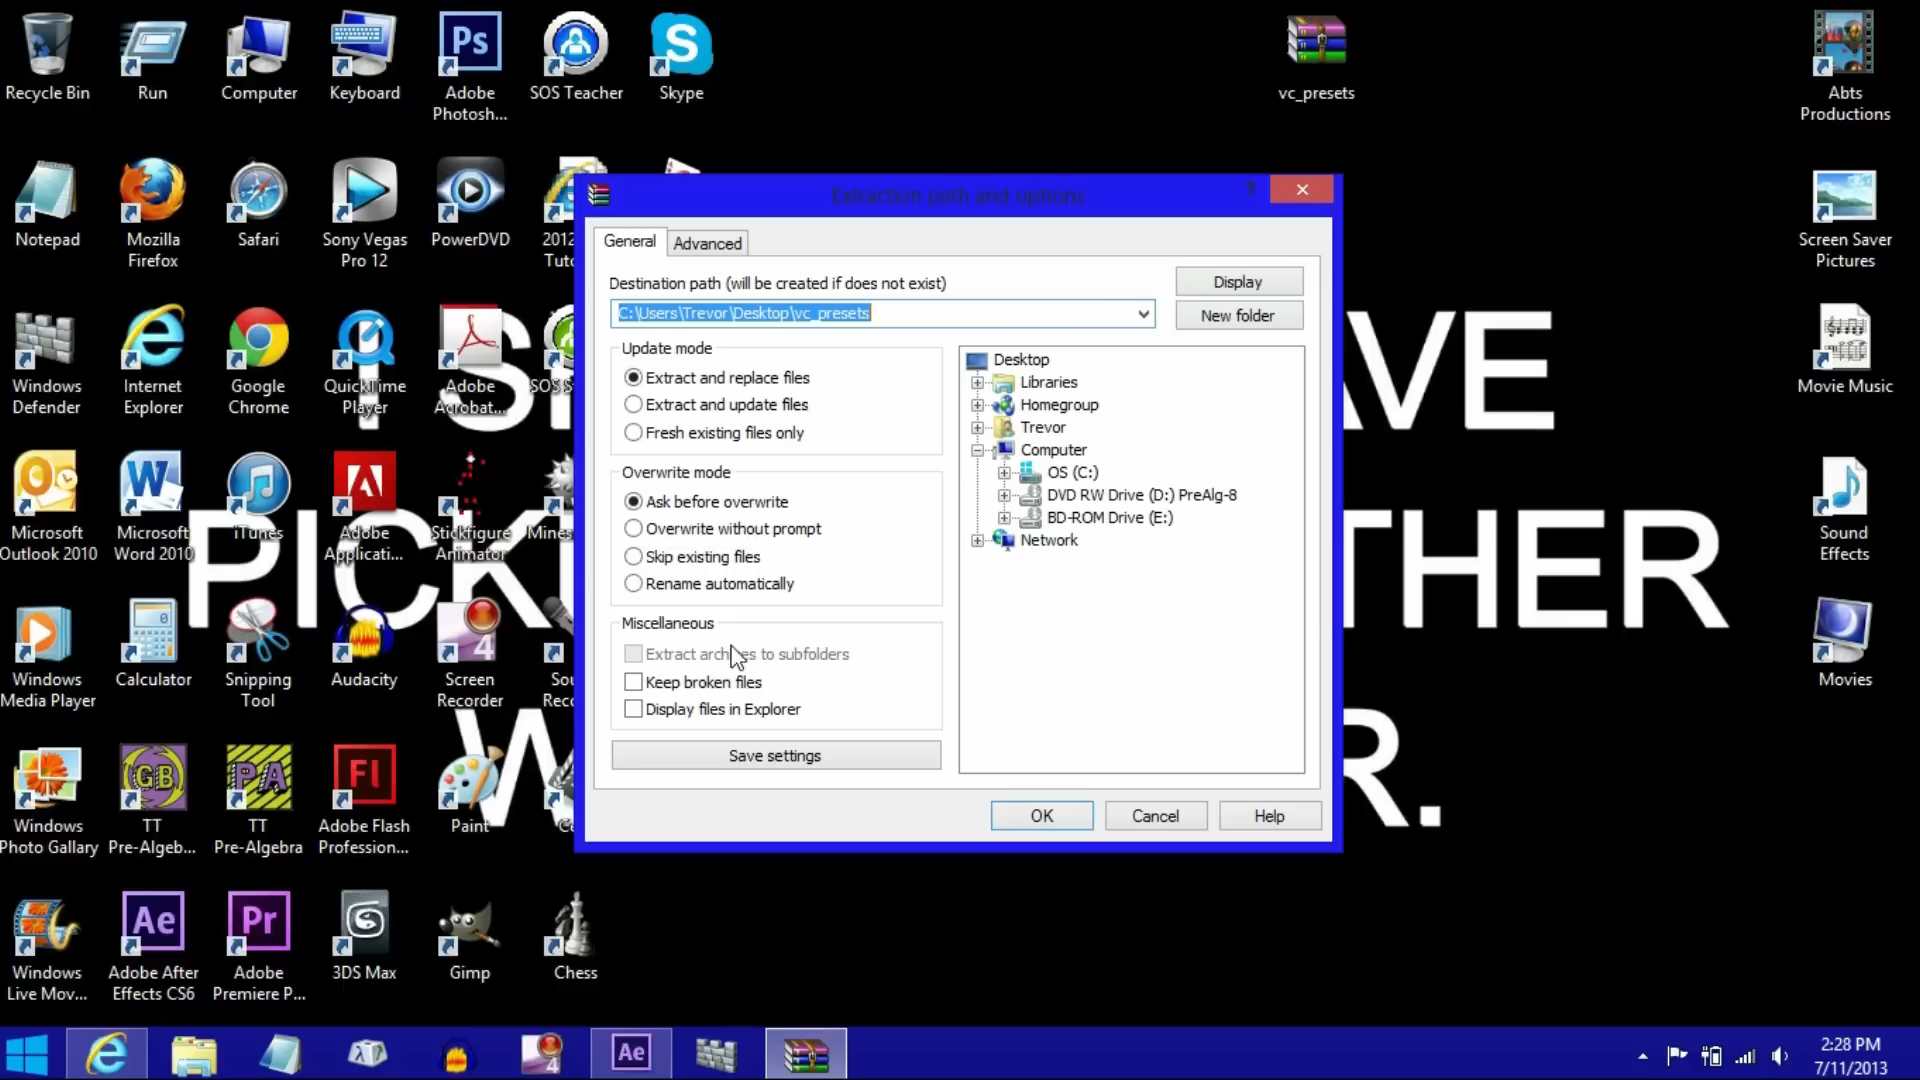 Recycle Bin
Run
Computer
Keyboard
Adobe
Photosh...
SOS Teacher
Skype
vc_presets
Abts
Productions
Notepad
Mozilla
Firefox
Safari
Sony Vegas
Pro 12
PowerDVD
2012
Screen Saver
Pictures
Windows
Defender
Internet
Explorer
Google
Chrome
QuickTime
Player
Adobe
Acrobat...
SOS S
Movie Music
Microsoft
Outlook 2010
Microsoft
Word 2010
iTunes
Adobe
Applicati...
Stickfigure
Animator
Mines
Sound
Effects
Windows
Media Player
Calculator
Snipping
Tool
Audacity
Screen
Recorder
Sou
Reco
Movies
Windows
Photo Gallary
TT
Pre-Algeb...
TT
Pre-Algebra
Adobe Flash
Profession...
Paint
Windows
Live Mov...
Adobe After
Effects CS6
Adobe
Premiere P...
3DS Max
Gimp
Chess
Extraction path and options
General
Advanced
Destination path (will be created if does not exist)
Display
C:\Users\Trevor\Desktop\vc_presets
New folder
Update mode
Extract and replace files
Extract and update files
Fresh existing files only
Overwrite mode
Ask before overwrite
Overwrite without prompt
Skip existing files
Rename automatically
Miscellaneous
Extract archives to subfolders
Keep broken files
Display files in Explorer
Save settings
Desktop
Libraries
Homegroup
Trevor
Computer
OS (C:)
DVD RW Drive (D:) PreAlg-8
BD-ROM Drive (E:)
Network
OK
Cancel
Help
2:28 PM
7/11/2013